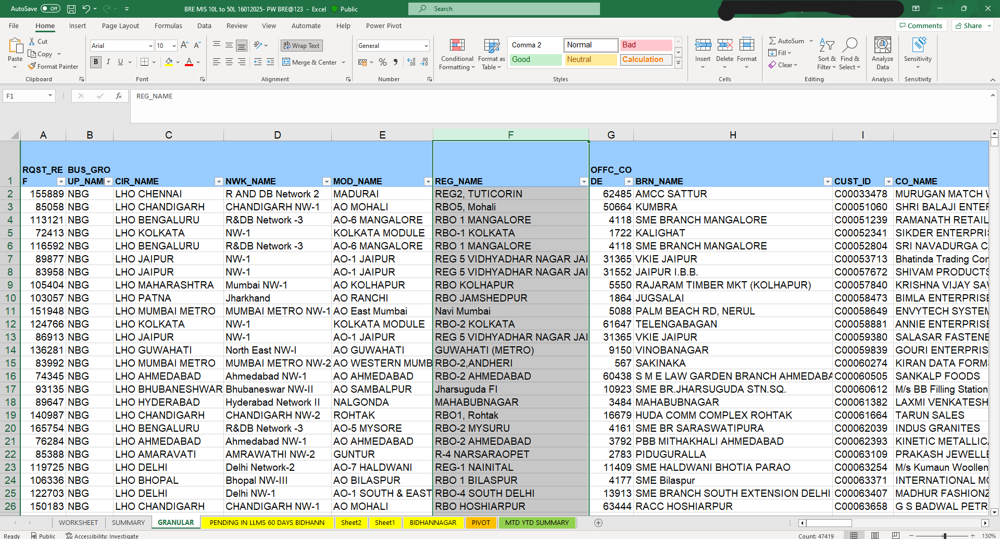 AutoSave Off BRE MIS 10L to 50L 16012025- PW BRE@123 - Excel Public Search
File Home Insert Page Layout Formulas Data Review View Automate Help Power Pivot Comments Share
Paste Cut Copy Format Painter Clipboard
Arial 10 A A B I U A Font
ab Wrap Text Merge & Center Alignment
General % Number
Conditional Formatting Format as Table
Comma 2 Normal Bad
Good Neutral Calculation
Styles
Insert Delete Format Cells
AutoSum Fill Clear Sort & Filter Find & Select Editing
Analyze Data Analysis
Sensitivity Sensitivity
F1 fx REG_NAME
A B C D E F G H I
1 RQST_REF BUS_GROUP_NAM CIR_NAME NWK_NAME MOD_NAME REG_NAME OFFC_CODE BRN_NAME CUST_ID CO_NAME
2 155889 NBG LHO CHENNAI R AND DB Network 2 MADURAI REG2, TUTICORIN 62485 AMCC SATTUR C00033478 MURUGAN MATCH
3 85058 NBG LHO CHANDIGARH CHANDIGARH NW-1 AO MOHALI RBO5, Mohali 50664 KUMBRA C00051060 SHRI BALAJI ENTER
4 113121 NBG LHO BENGALURU R&DB Network -3 AO-6 MANGALORE RBO 1 MANGALORE 4118 SME BRANCH MANGALORE C00051239 RAMANATH RETAIL
5 72413 NBG LHO KOLKATA NW-1 KOLKATA MODULE RBO-1 KOLKATA 1722 KALIGHAT C00052341 SIKDER ENTERPRI
6 116592 NBG LHO BENGALURU R&DB Network -3 AO-6 MANGALORE RBO 1 MANGALORE 4118 SME BRANCH MANGALORE C00052804 SRI NAVADURGA
7 89877 NBG LHO JAIPUR NW-1 AO-1 JAIPUR REG 5 VIDHYADHAR NAGAR JAI 31365 VKIE JAIPUR C00053713 Bhatinda Trading Cor
8 83958 NBG LHO JAIPUR NW-1 AO-1 JAIPUR REG 5 VIDHYADHAR NAGAR JAI 31552 JAIPUR I.B.B. C00057672 SHIVAM PRODUCTS
9 105404 NBG LHO MAHARASHTRA Mumbai NW-1 AO KOLHAPUR RBO KOLHAPUR 5550 RAJARAM TIMBER MKT (KOLHAPUR) C00057840 KRISHNA VIJAY
10 103057 NBG LHO PATNA Jharkhand AO RANCHI RBO JAMSHEDPUR 1864 JUGSALAI C00058473 BIMLA ENTERPRISE
11 151948 NBG LHO MUMBAI METRO MUMBAI METRO NW-1 AO East Mumbai Navi Mumbai 5088 PALM BEACH RD, NERUL C00058649 ENVYTECH SYSTEM
12 124766 NBG LHO KOLKATA NW-1 KOLKATA MODULE RBO-2 KOLKATA 61647 TELENGABAGAN C00058881 ANNIE ENTERPRISE
13 86913 NBG LHO JAIPUR NW-1 AO-1 JAIPUR REG 5 VIDHYADHAR NAGAR JAI 31365 VKIE JAIPUR C00059380 SALASAR FASTENE
14 136281 NBG LHO GUWAHATI North East NW-I AO GUWAHATI GUWAHATI (METRO) 9150 VINOBANAGAR C00059839 GOURI ENTERPRIS
15 83992 NBG LHO MUMBAI METRO MUMBAI METRO NW-2 AO WESTERN MUMB RBO-2,ANDHERI 567 SAKINAKA C00060274 KIRAN DATA FORM
16 74345 NBG LHO AHMEDABAD Ahmedabad NW-1 AO AHMEDABAD RBO-2 AHMEDABAD 60438 S M E LAW GARDEN BRANCH AHMEDABA C00060505 SANKALP FOODS
17 93135 NBG LHO BHUBANESHWAR Bhubaneswar NW-II AO SAMBALPUR Jharsuguda FI 10923 SME BR.JHARSUGUDA STN.SQ. C00060612 M/s BB Filling Station
18 89647 NBG LHO HYDERABAD Hyderabad Network II NALGONDA MAHABUBNAGAR 3484 MAHABUBNAGAR C00061382 LAXMI VENKATESH
19 140987 NBG LHO CHANDIGARH CHANDIGARH NW-2 ROHTAK RBO1, Rohtak 16679 HUDA COMM COMPLEX ROHTAK C00061664 TARUN SALES
20 165754 NBG LHO BENGALURU R&DB Network -3 AO-5 MYSORE RBO-2 MYSURU 4161 SME BR SARASWATIPURA C00062039 INDUS GRANITES
21 76284 NBG LHO AHMEDABAD Ahmedabad NW-1 AO AHMEDABAD RBO-2 AHMEDABAD 3792 PBB MITHAKHALI AHMEDABAD C00062393 KINETIC METALLIC
22 85388 NBG LHO AMARAVATI AMRAWATHI NW-2 GUNTUR R-4 NARSARAOPET 2783 PIDUGURALLA C00063109 PRAKASH JEWELLE
23 119725 NBG LHO DELHI Delhi Network-2 AO-7 HALDWANI REG-1 NAINITAL 11409 SME HALDWANI BHOTIA PARAO C00063254 M/s Kumaun Woollen
24 106336 NBG LHO BHOPAL Bhopal NW-III AO BILASPUR RBO 1 BILASPUR 4177 SME Bilaspur C00063371 INTERNATIONAL
25 122703 NBG LHO DELHI Delhi NW-1 AO-1 SOUTH & EAST RBO-4 SOUTH DELHI 13913 SME BRANCH SOUTH EXTENSION DELHI C00063407 MADHUR FASHIONZ
26 150183 NBG LHO CHANDIGARH CHANDIGARH NW-1 AO MOHALI RBO HOSHIARPUR 63444 RACC HOSHIARPUR C00063658 G S BADWAL PETR
WORKSHEET SUMMARY GRANULAR PENDING IN LLMS 60 DAYS BIDHANN Sheet2 Sheet1 BIDHANNAGAR PIVOT MTD YTD SUMMARY
Ready Public Accessibility: Investigate Count: 47419 130%